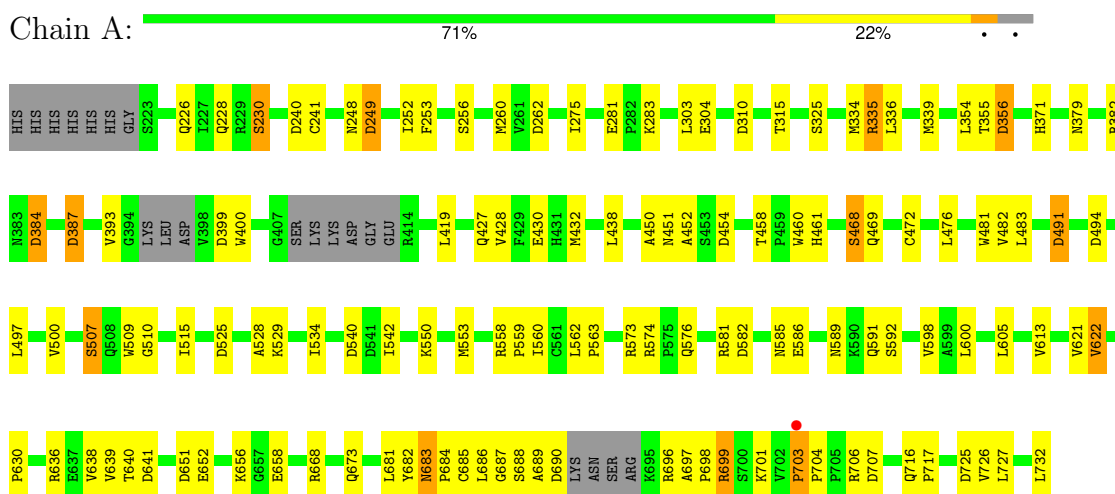 Chain A:
71% 22% • •
HIS HIS HIS HIS HIS HIS GLY S223 Q226 I227 Q228 R229 S230 D240 C241 N248 D249 I252 F253 S256 M260 V261 D262 I275 E281 P282 K283 L303 E304 D310 T315 S325 M334 R335 L336 M339 L354 T355 D356 H371 N379
N383 D384 D387 V393 G394 LYS LEU ASP V398 D399 W400 G407 SER LYS LYS ASP GLY GLU R414 L419 Q427 V428 F429 E430 H431 M432 L438 A450 N451 A452 S453 D454 T458 P459 W460 H461 S468 Q469 C472 L476 W481 V482 L483 D491 D494
L497 V500 S507 Q508 W509 G510 I515 D525 A528 K529 I534 D540 D541 I542 K550 M553 R558 P559 I560 C561 L562 P563 R573 R574 P575 Q576 R581 D582 N585 E586 N589 K590 Q591 S592 V598 A599 L600 L605 V613 V621 V622
P630 R636 E637 V638 V639 T640 D641 D651 E652 K656 G657 E658 R668 Q673 L681 Y682 N683 P684 C685 L686 G687 S688 A689 D690 LYS ASN SER ARG K695 R696 A697 P698 R699 S700 K701 V702 P703 P704 P705 R706 D707 Q716 P717 D725 V726 L727 L732